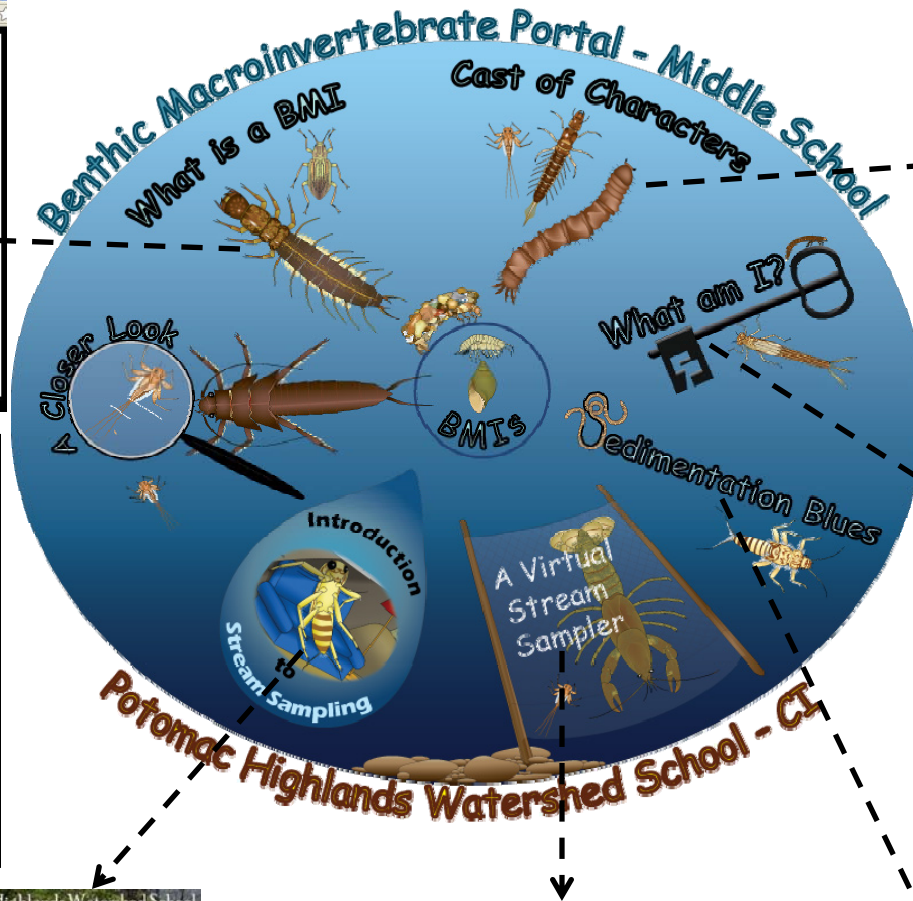 Benthic Macroinvertebrate Portal - Middle School
What is a BMI
Cast of Characters
What am I?
A Closer Look
BMIs
Sedimentation Blues
Introduction
to
Stream Sampling
A Virtual
Stream
Sampler
Potomac Highlands Watershed School - CI